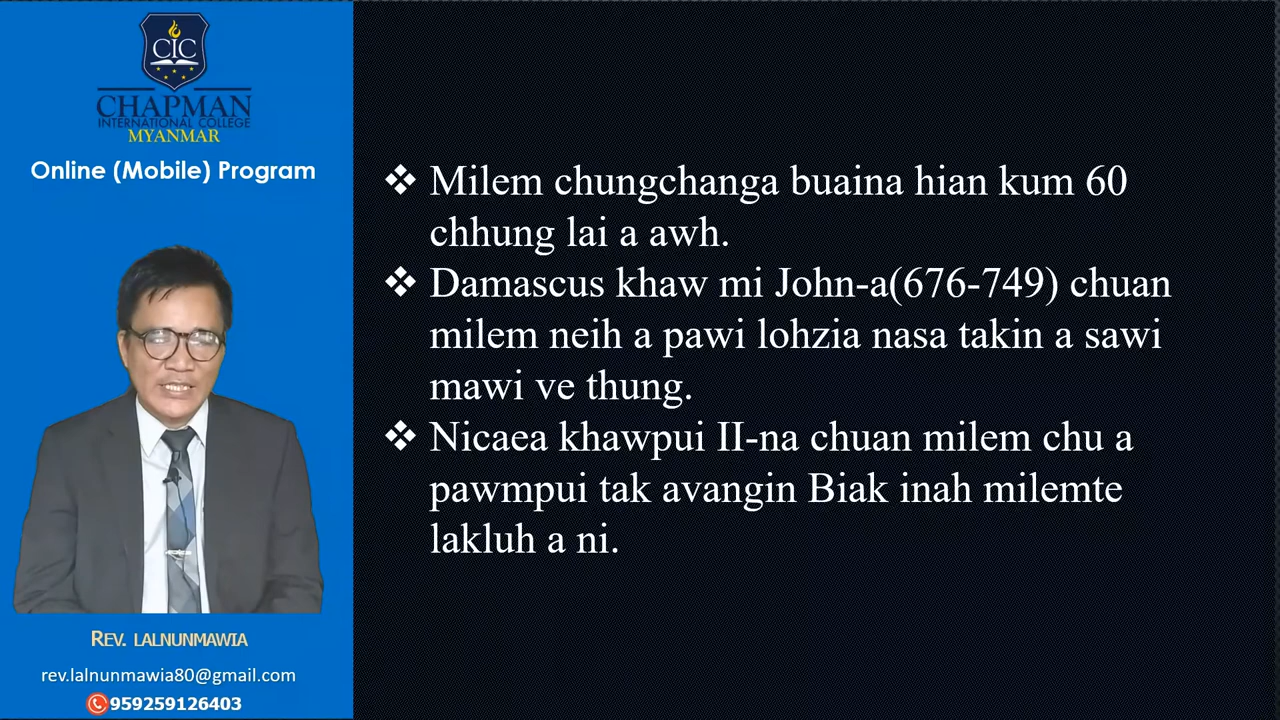 CIC
CHAPMAN
INTERNATIONAL COLLEGE
MYANMAR
Online (Mobile) Program
REV. LALNUNMAWIA
rev.lalnunmawia80@gmail.com
959259126403
❖ Milem chungchanga buaina hian kum 60
chhung lai a awh.
❖ Damascus khaw mi John-a(676-749) chuan
milem neih a pawi lohzia nasa takin a sawi
mawi ve thung.
❖ Nicaea khawpui II-na chuan milem chu a
pawmpui tak avangin Biak inah milemte
lakluh a ni.